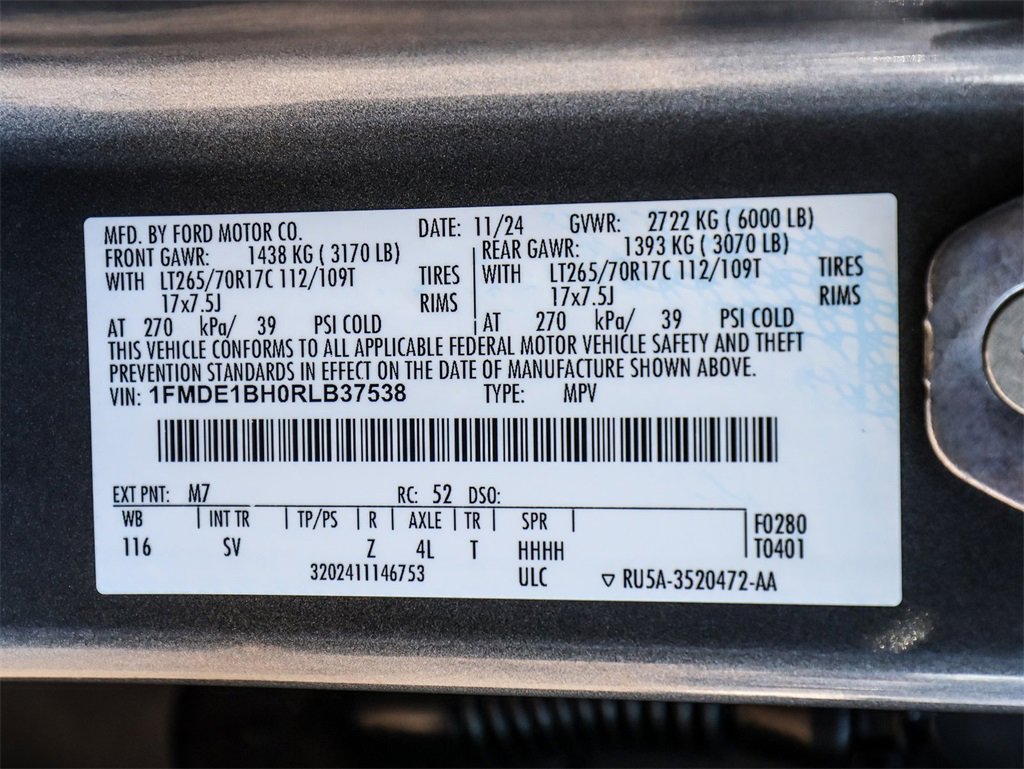 MFD. BY FORD MOTOR CO. DATE: 11/24 GVWR: 2722 KG ( 6000 LB)
FRONT GAWR: 1438 KG ( 3170 LB) REAR GAWR: 1393 KG ( 3070 LB)
WITH LT265/70R17C 112/109T TIRES WITH LT265/70R17C 112/109T TIRES
17x7.5J RIMS 17x7.5J RIMS
AT 270 kPa/ 39 PSI COLD AT 270 kPa/ 39 PSI COLD
THIS VEHICLE CONFORMS TO ALL APPLICABLE FEDERAL MOTOR VEHICLE SAFETY AND THEFT
PREVENTION STANDARDS IN EFFECT ON THE DATE OF MANUFACTURE SHOWN ABOVE.
VIN: 1FMDE1BH0RLB37538 TYPE: MPV
EXT PNT: M7 RC: 52 DSO:
WB INT TR TP/PS R AXLE TR SPR F0280
116 SV Z 4L T HHHH T0401
3202411146753 ULC RU5A-3520472-AA